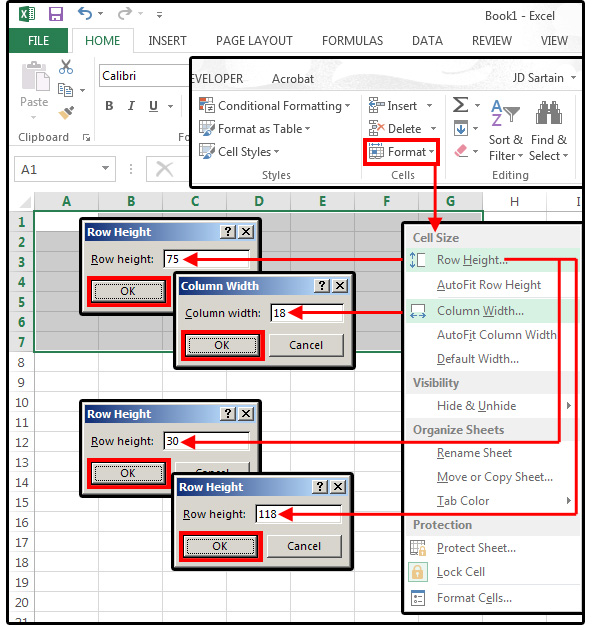 Book1 - Excel
FILE HOME INSERT PAGE LAYOUT FORMULAS DATA REVIEW VIEW
Paste
Clipboard
Calibri
B I U
EVELOPER Acrobat JD Sartain
Conditional Formatting
Format as Table
Cell Styles
Styles
Insert
Delete
Format
Cells
Sort & Filter
Find & Select
Editing
A1
A B C D E F G H I
1
2
3
4
5
6
7
8
9
10
11
12
13
14
15
16
17
18
19
20
21
Row Height ?
Row height: 75
OK
Column Width ?
Column width: 18
OK Cancel
Row Height ?
Row height: 30
OK
Row Height ?
Row height: 118
OK Cancel
Cell Size
Row Height...
AutoFit Row Height
Column Width...
AutoFit Column Width
Default Width...
Visibility
Hide & Unhide
Organize Sheets
Rename Sheet
Move or Copy Sheet...
Tab Color
Protection
Protect Sheet...
Lock Cell
Format Cells...